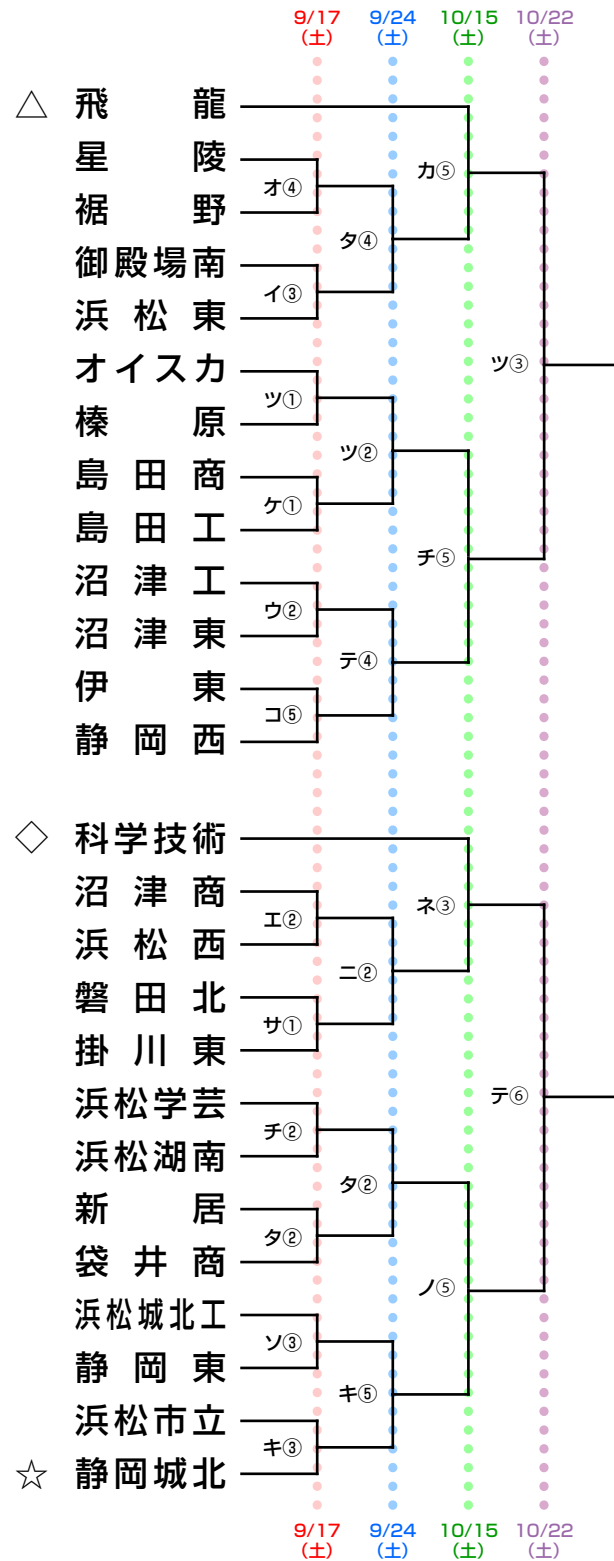 9/17 9/24 10/15 10/22
(土) (土) (土) (土)
△ 飛龍
カ⑤
星陵
オ④
裾野
タ④
御殿場南
イ③
浜松東
ツ③
オイスカ
ツ①
榛原
ツ②
島田商
ケ①
島田工
チ⑤
沼津工
ウ②
沼津東
テ④
伊東
コ⑤
静岡西
◇ 科学技術
ネ③
沼津商
エ②
浜松西
ニ②
磐田北
サ①
掛川東
テ⑥
浜松学芸
チ②
浜松湖南
タ②
新居
タ②
袋井商
ノ⑤
浜松城北工
ソ③
静岡東
キ⑤
浜松市立
キ③
☆ 静岡城北
9/17 9/24 10/15 10/22
(土) (土) (土) (土)